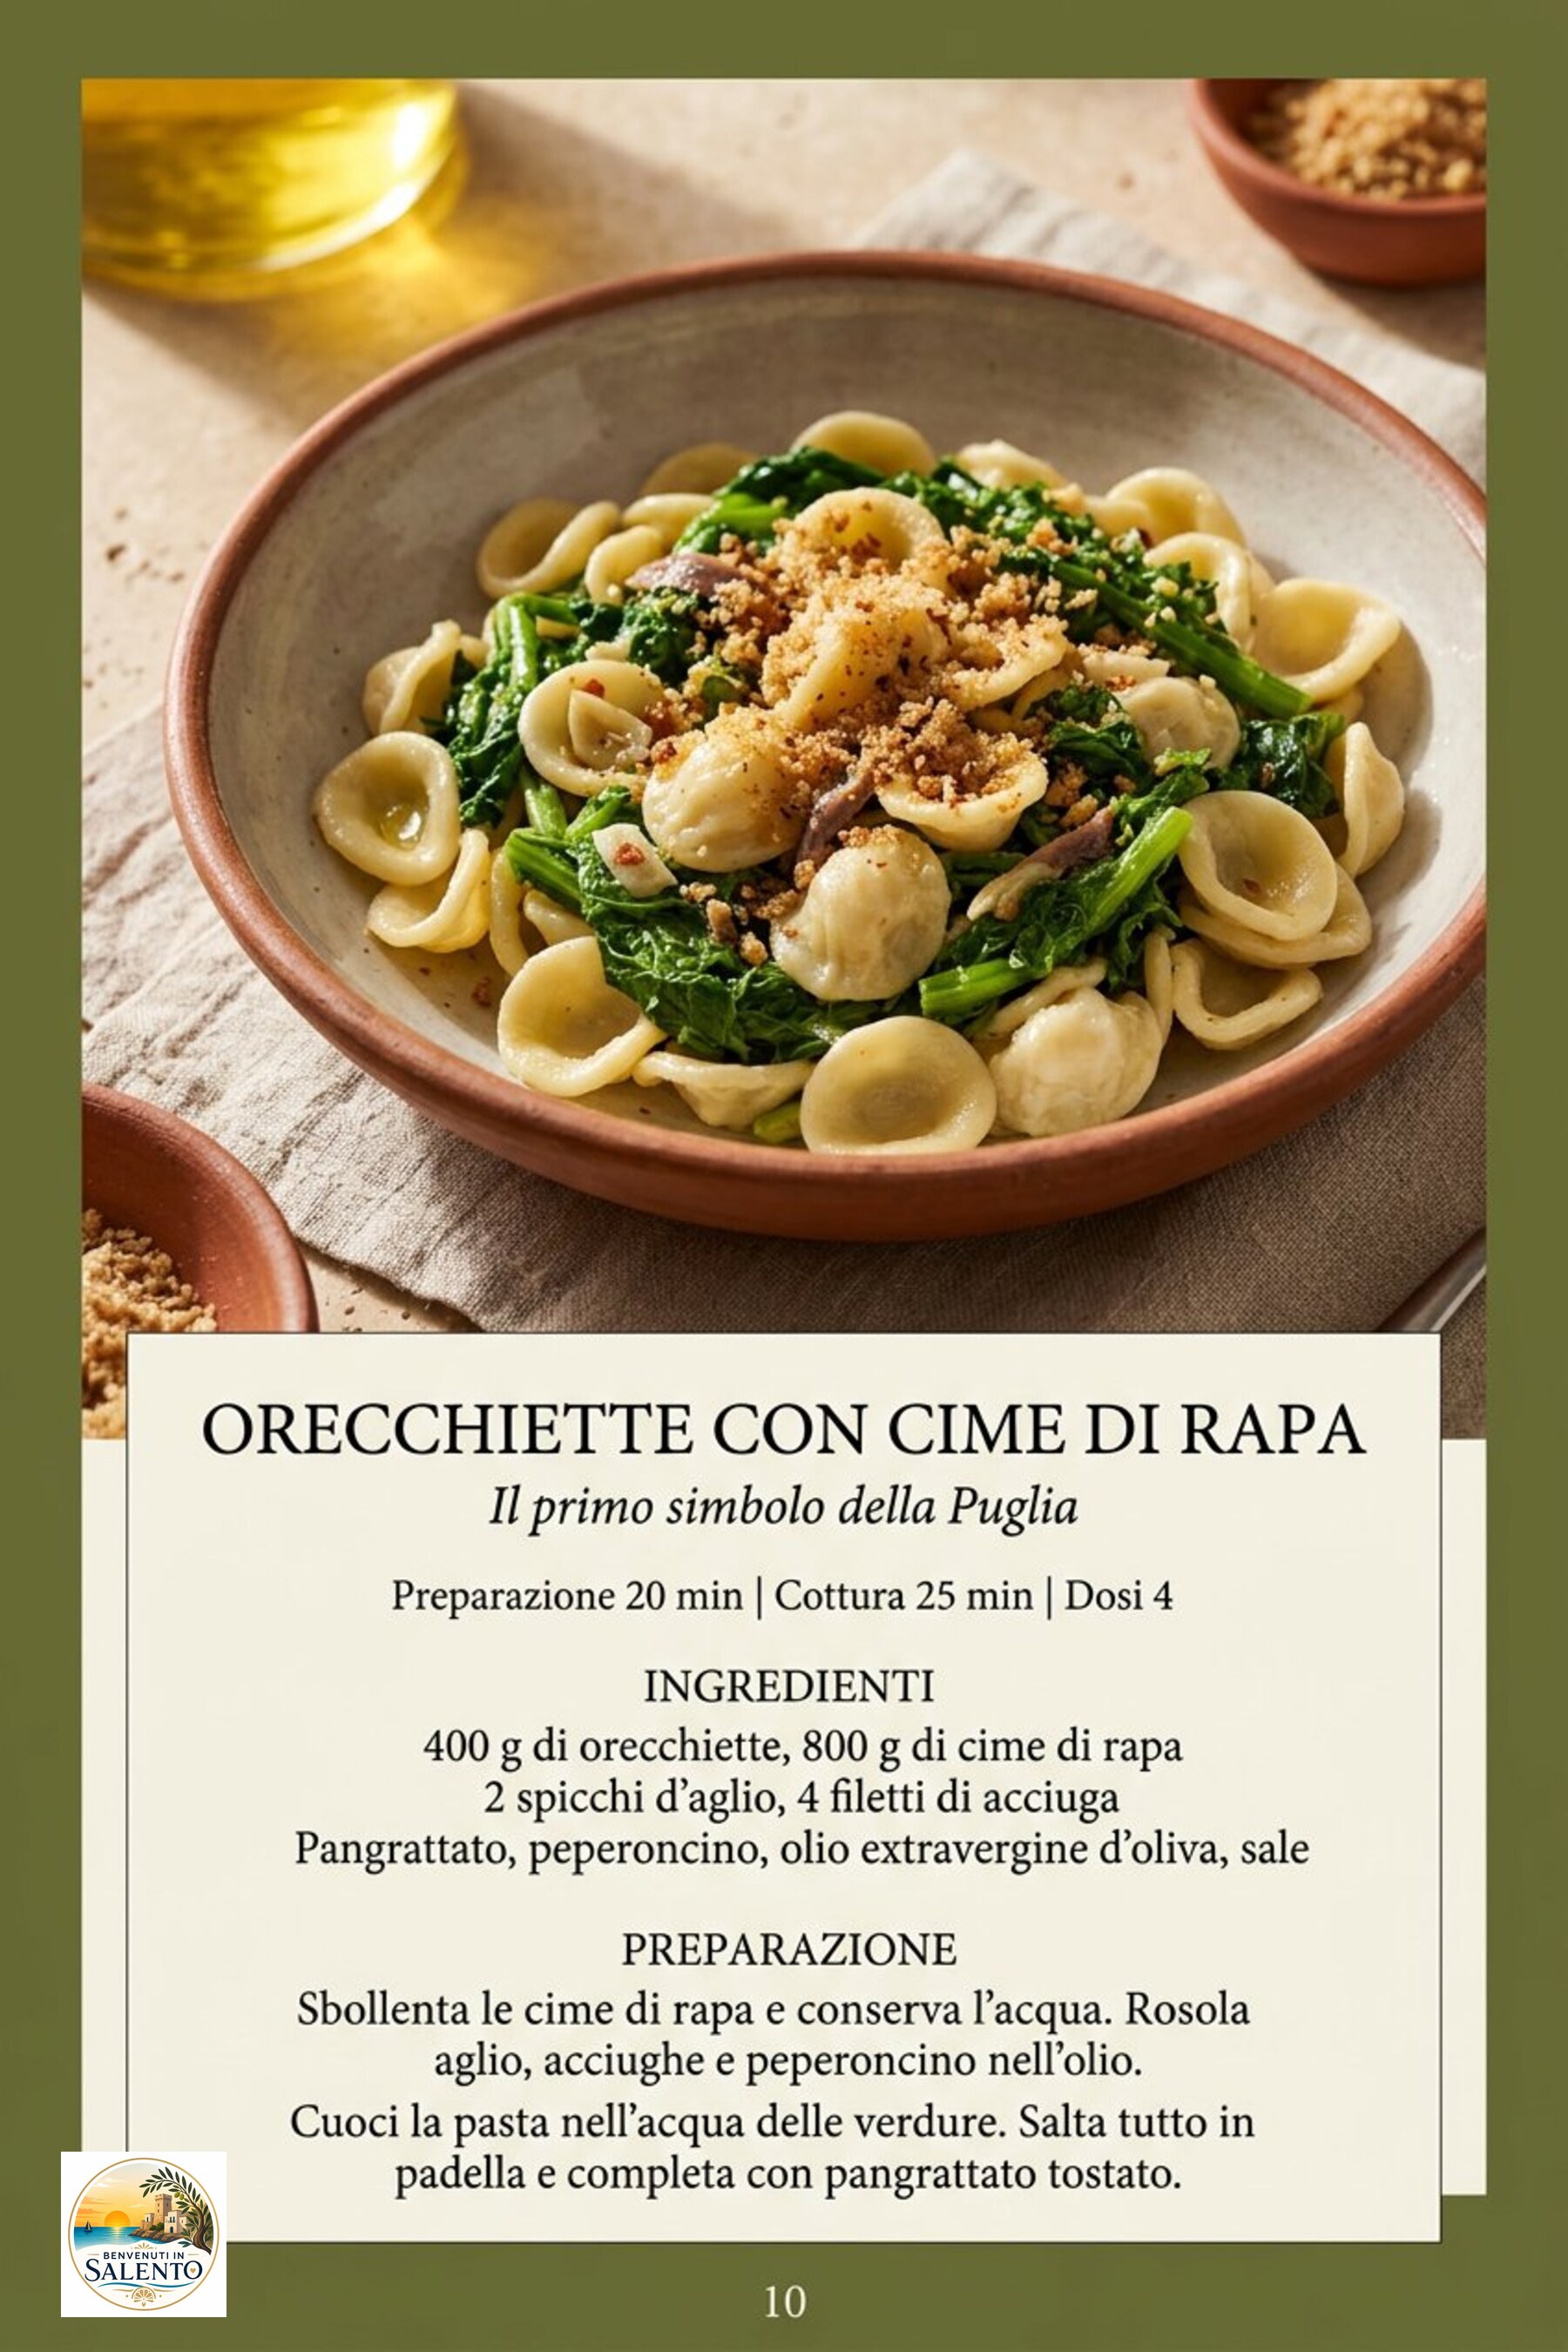 ORECCHIETTE CON CIME DI RAPA
Il primo simbolo della Puglia
Preparazione 20 min | Cottura 25 min | Dosi 4
INGREDIENTI
400 g di orecchiette, 800 g di cime di rapa
2 spicchi d’aglio, 4 filetti di acciuga
Pangrattato, peperoncino, olio extravergine d’oliva, sale
PREPARAZIONE
Sbollenta le cime di rapa e conserva l’acqua. Rosola
aglio, acciughe e peperoncino nell’olio.
Cuoci la pasta nell’acqua delle verdure. Salta tutto in
padella e completa con pangrattato tostato.
BENVENUTI IN
SALENTO
10